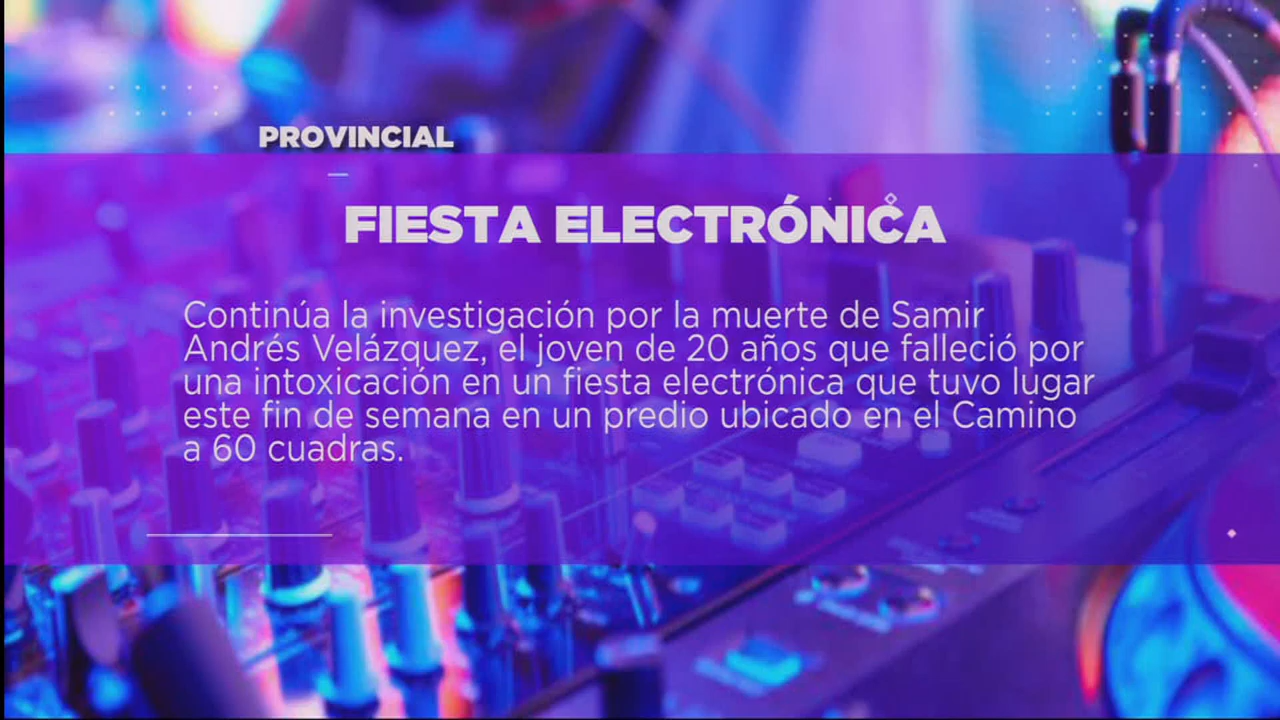 PROVINCIAL
FIESTA ELECTRÓNICA
Continúa la investigación por la muerte de Samir
Andrés Velázquez, el joven de 20 años que falleció por
una intoxicación en un fiesta electrónica que tuvo lugar
este fin de semana en un predio ubicado en el Camino
a 60 cuadras.